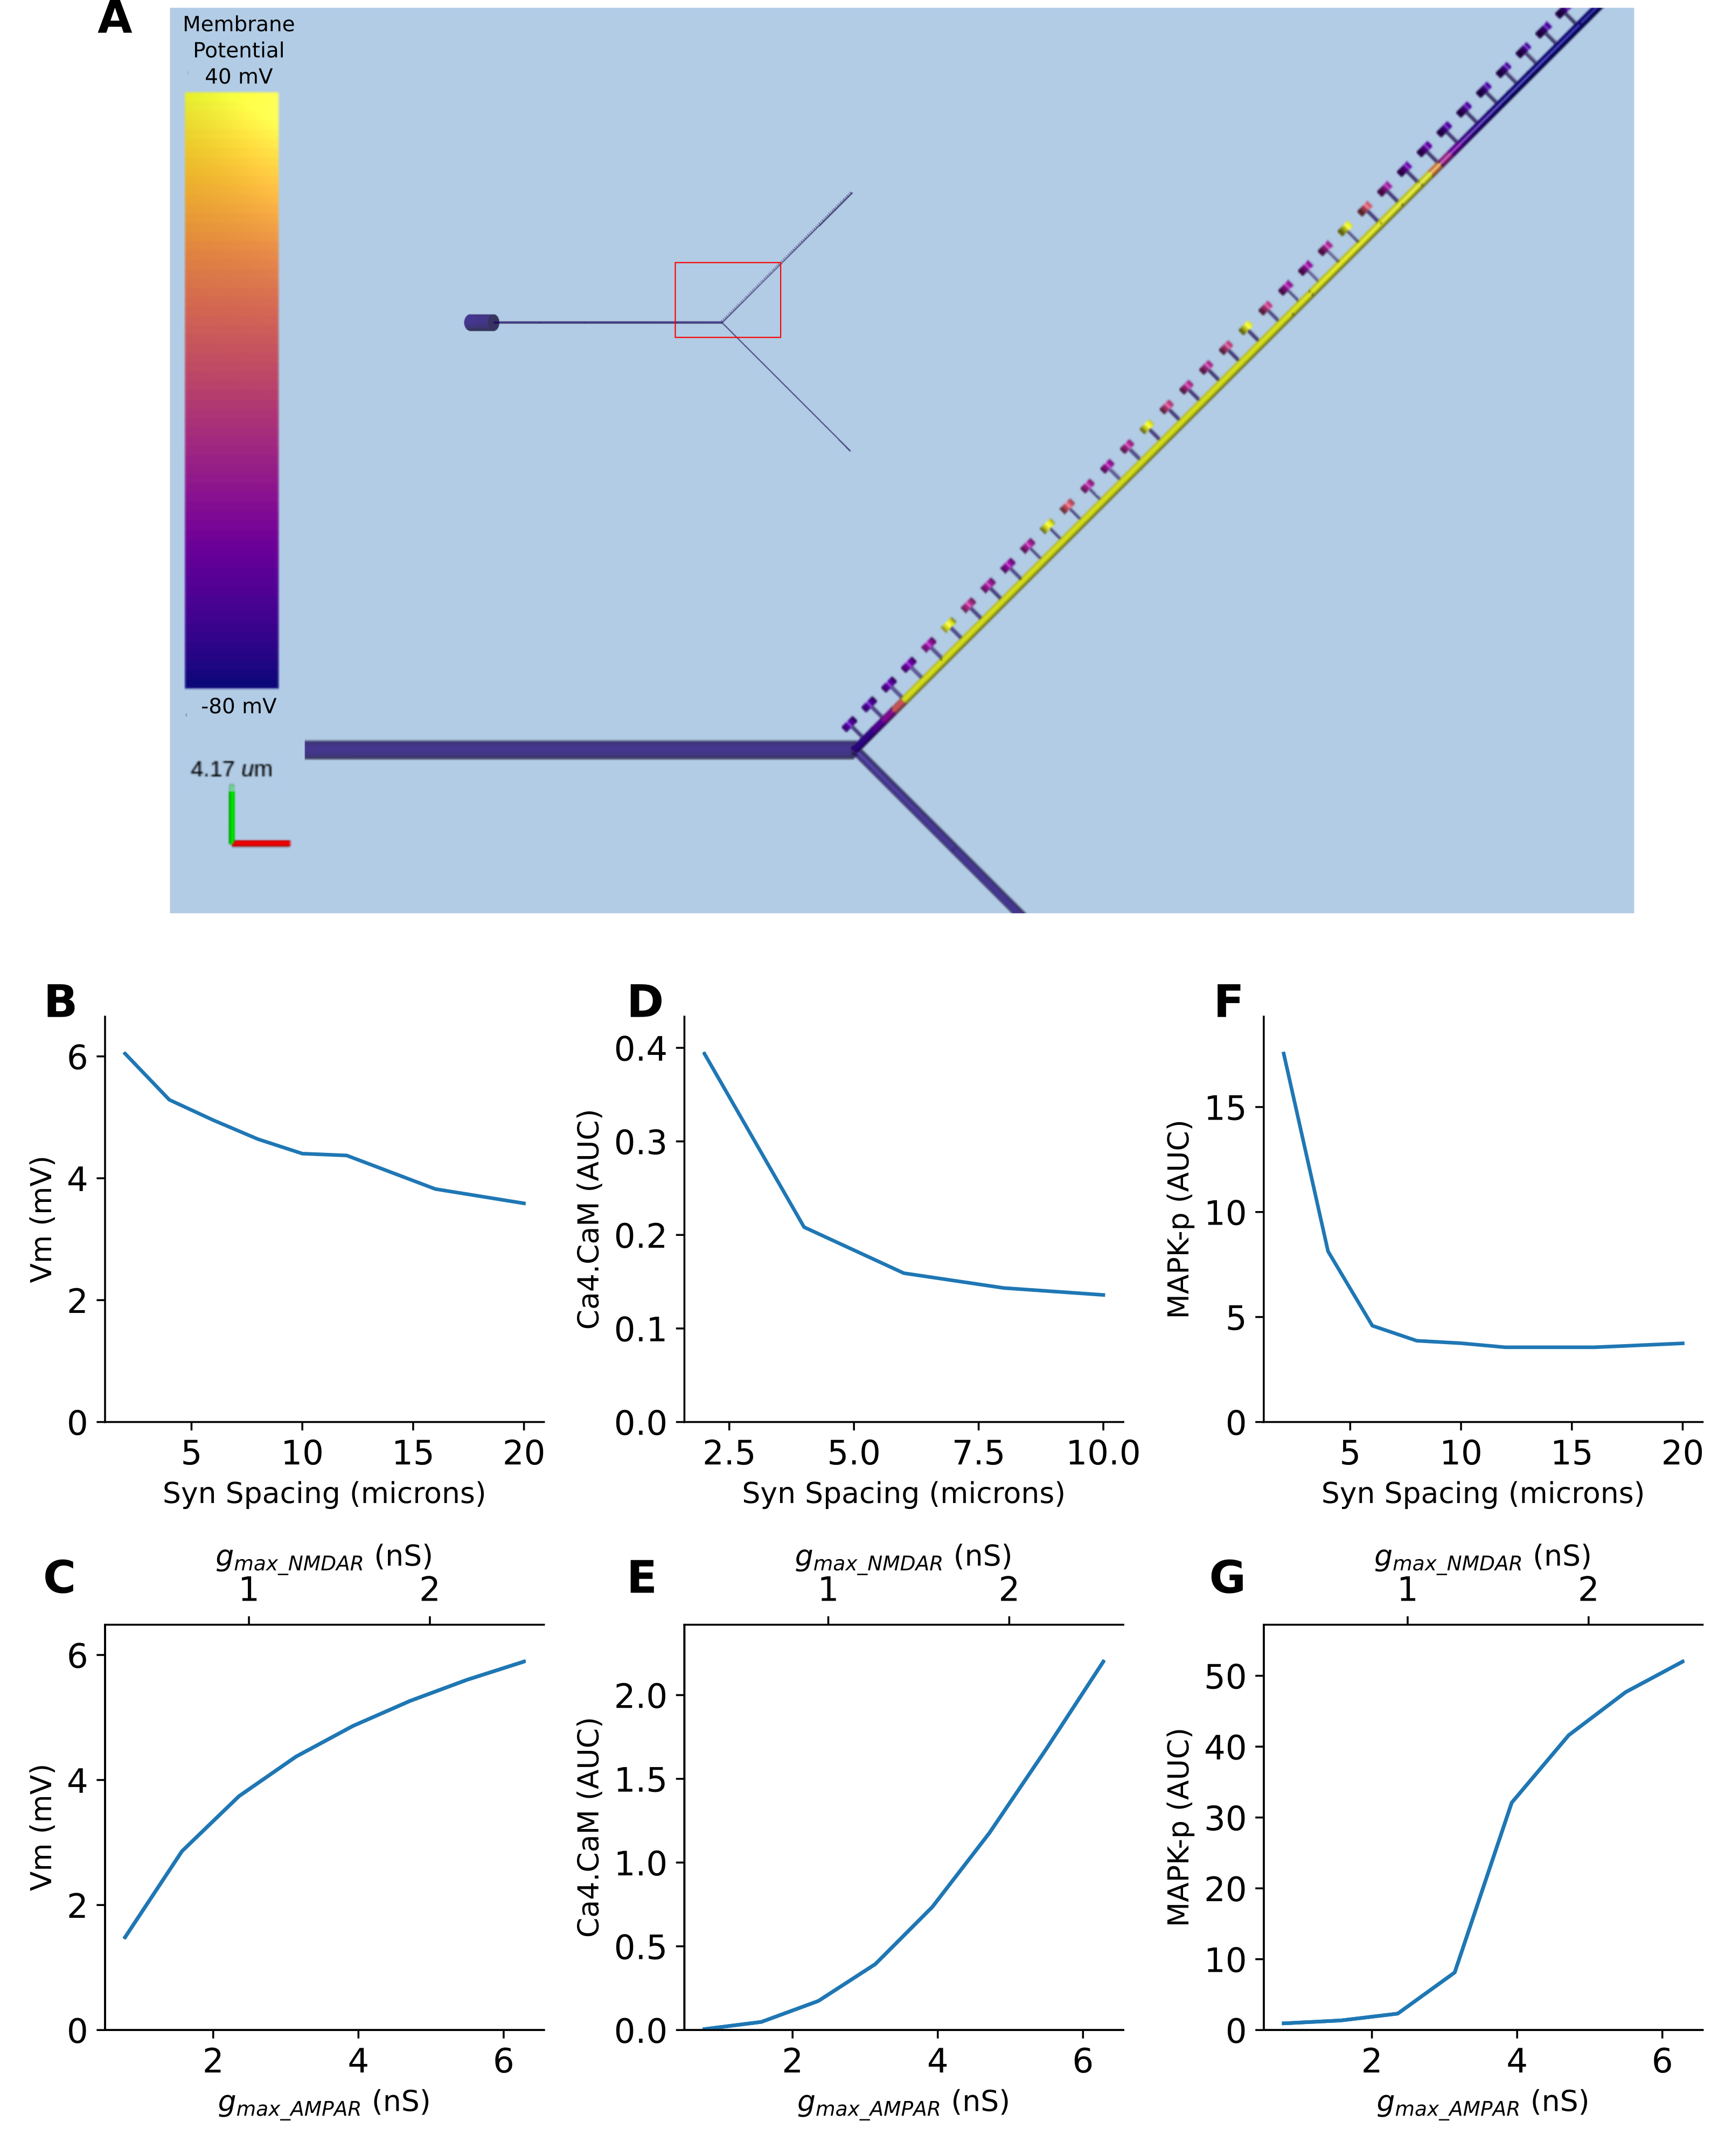 A
Membrane
Potential
40 mV
-80 mV
4.17 um
B
6
4
2
0
Vm (mV)
5 10 15 20
Syn Spacing (microns)
D
0.4
0.3
0.2
0.1
0.0
Ca4.CaM (AUC)
2.5 5.0 7.5 10.0
Syn Spacing (microns)
F
15
10
5
0
MAPK-p (AUC)
5 10 15 20
Syn Spacing (microns)
C
gmax_NMDAR (nS)
1 2
6
4
2
0
Vm (mV)
2 4 6
gmax_AMPAR (nS)
E
gmax_NMDAR (nS)
1 2
2.0
1.5
1.0
0.5
0.0
Ca4.CaM (AUC)
2 4 6
gmax_AMPAR (nS)
G
gmax_NMDAR (nS)
1 2
50
40
30
20
10
0
MAPK-p (AUC)
2 4 6
gmax_AMPAR (nS)